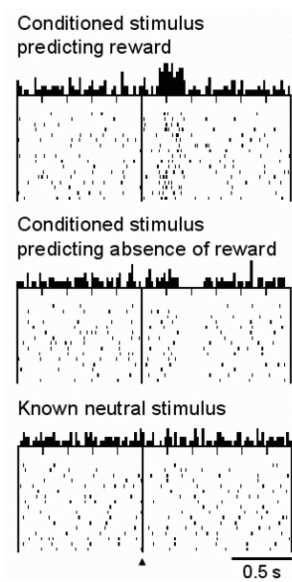 Conditioned stimulus
predicting reward
Conditioned stimulus
predicting absence of reward
Known neutral stimulus
0.5 s